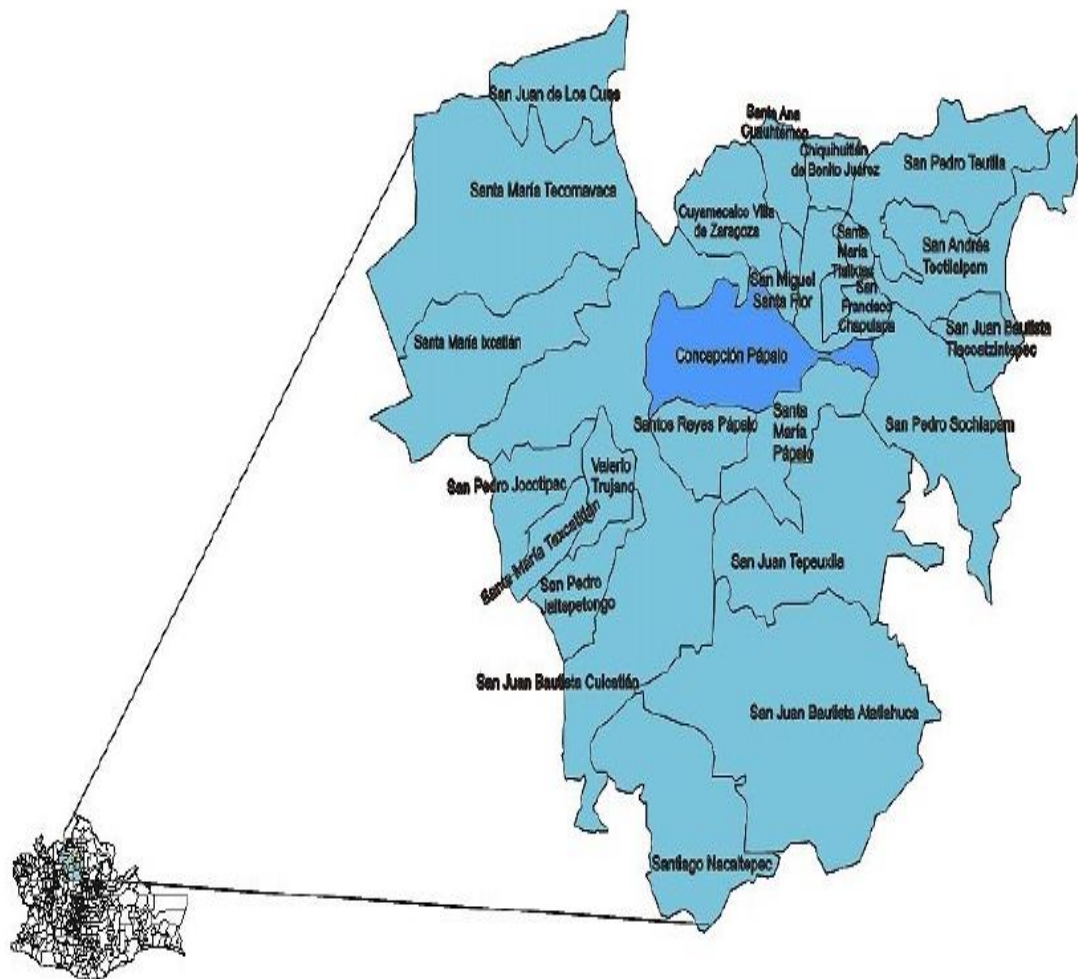 San Juan de Los Cues
Santa Ana
Cuauhtémoc
Chiquihuitlán
de Benito Juárez
San Pedro Teutila
Santa María Tecomavaca
Cuyamecalco Villa
de Zaragoza
Santa
María
Tlalixtac
San Andrés
Teotilalpam
San Miguel
Santa Flor
San
Francisco
Chapulapa
San Juan Bautista
Tlacoatzintepec
Santa María Ixcatlán
Concepción Pápalo
Santos Reyes Pápalo
Santa
María
Pápalo
San Pedro Sochiapam
San Pedro Jocotipac
Valerio
Trujano
Santa María Texcatitlán
San Juan Tepeuxila
San Pedro
Jaltepetongo
San Juan Bautista Cuicatlán
San Juan Bautista Atatlahuca
Santiago Nacaltepec